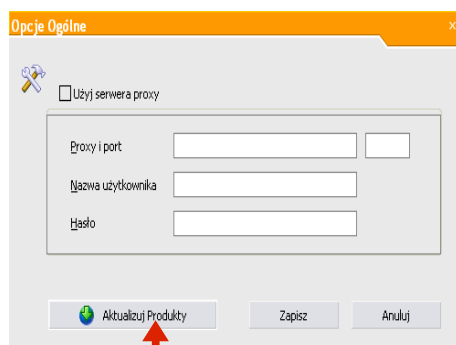 Opcje Ogólne
Użyj serwera proxy
Proxy i port
Nazwa użytkownika
Hasło
Aktualizuj Produkty Zapisz Anuluj